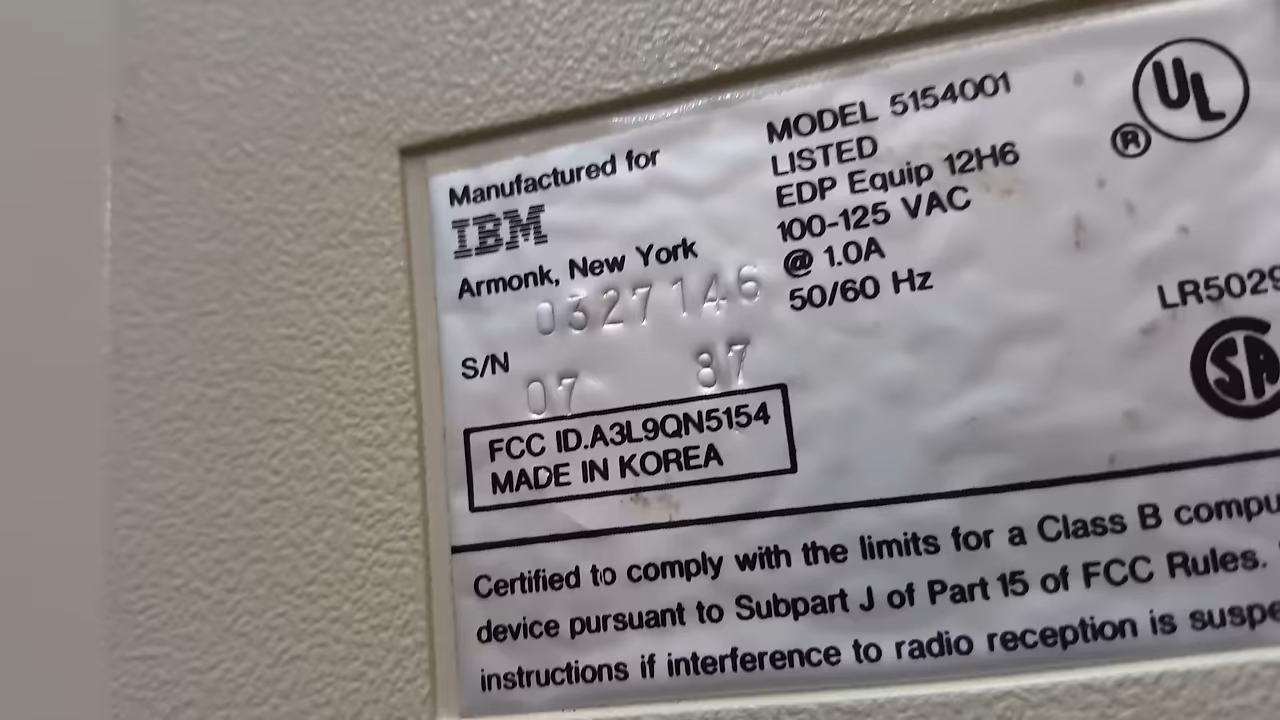 Manufactured for
IBM
Armonk, New York
0327146
S/N
07 87
FCC ID.A3L9QN5154
MADE IN KOREA
MODEL 5154001
LISTED
EDP Equip 12H6
100-125 VAC
@ 1.0A
50/60 Hz
UL
®
LR5029
SA
Certified to comply with the limits for a Class B compu
device pursuant to Subpart J of Part 15 of FCC Rules.
instructions if interference to radio reception is suspe